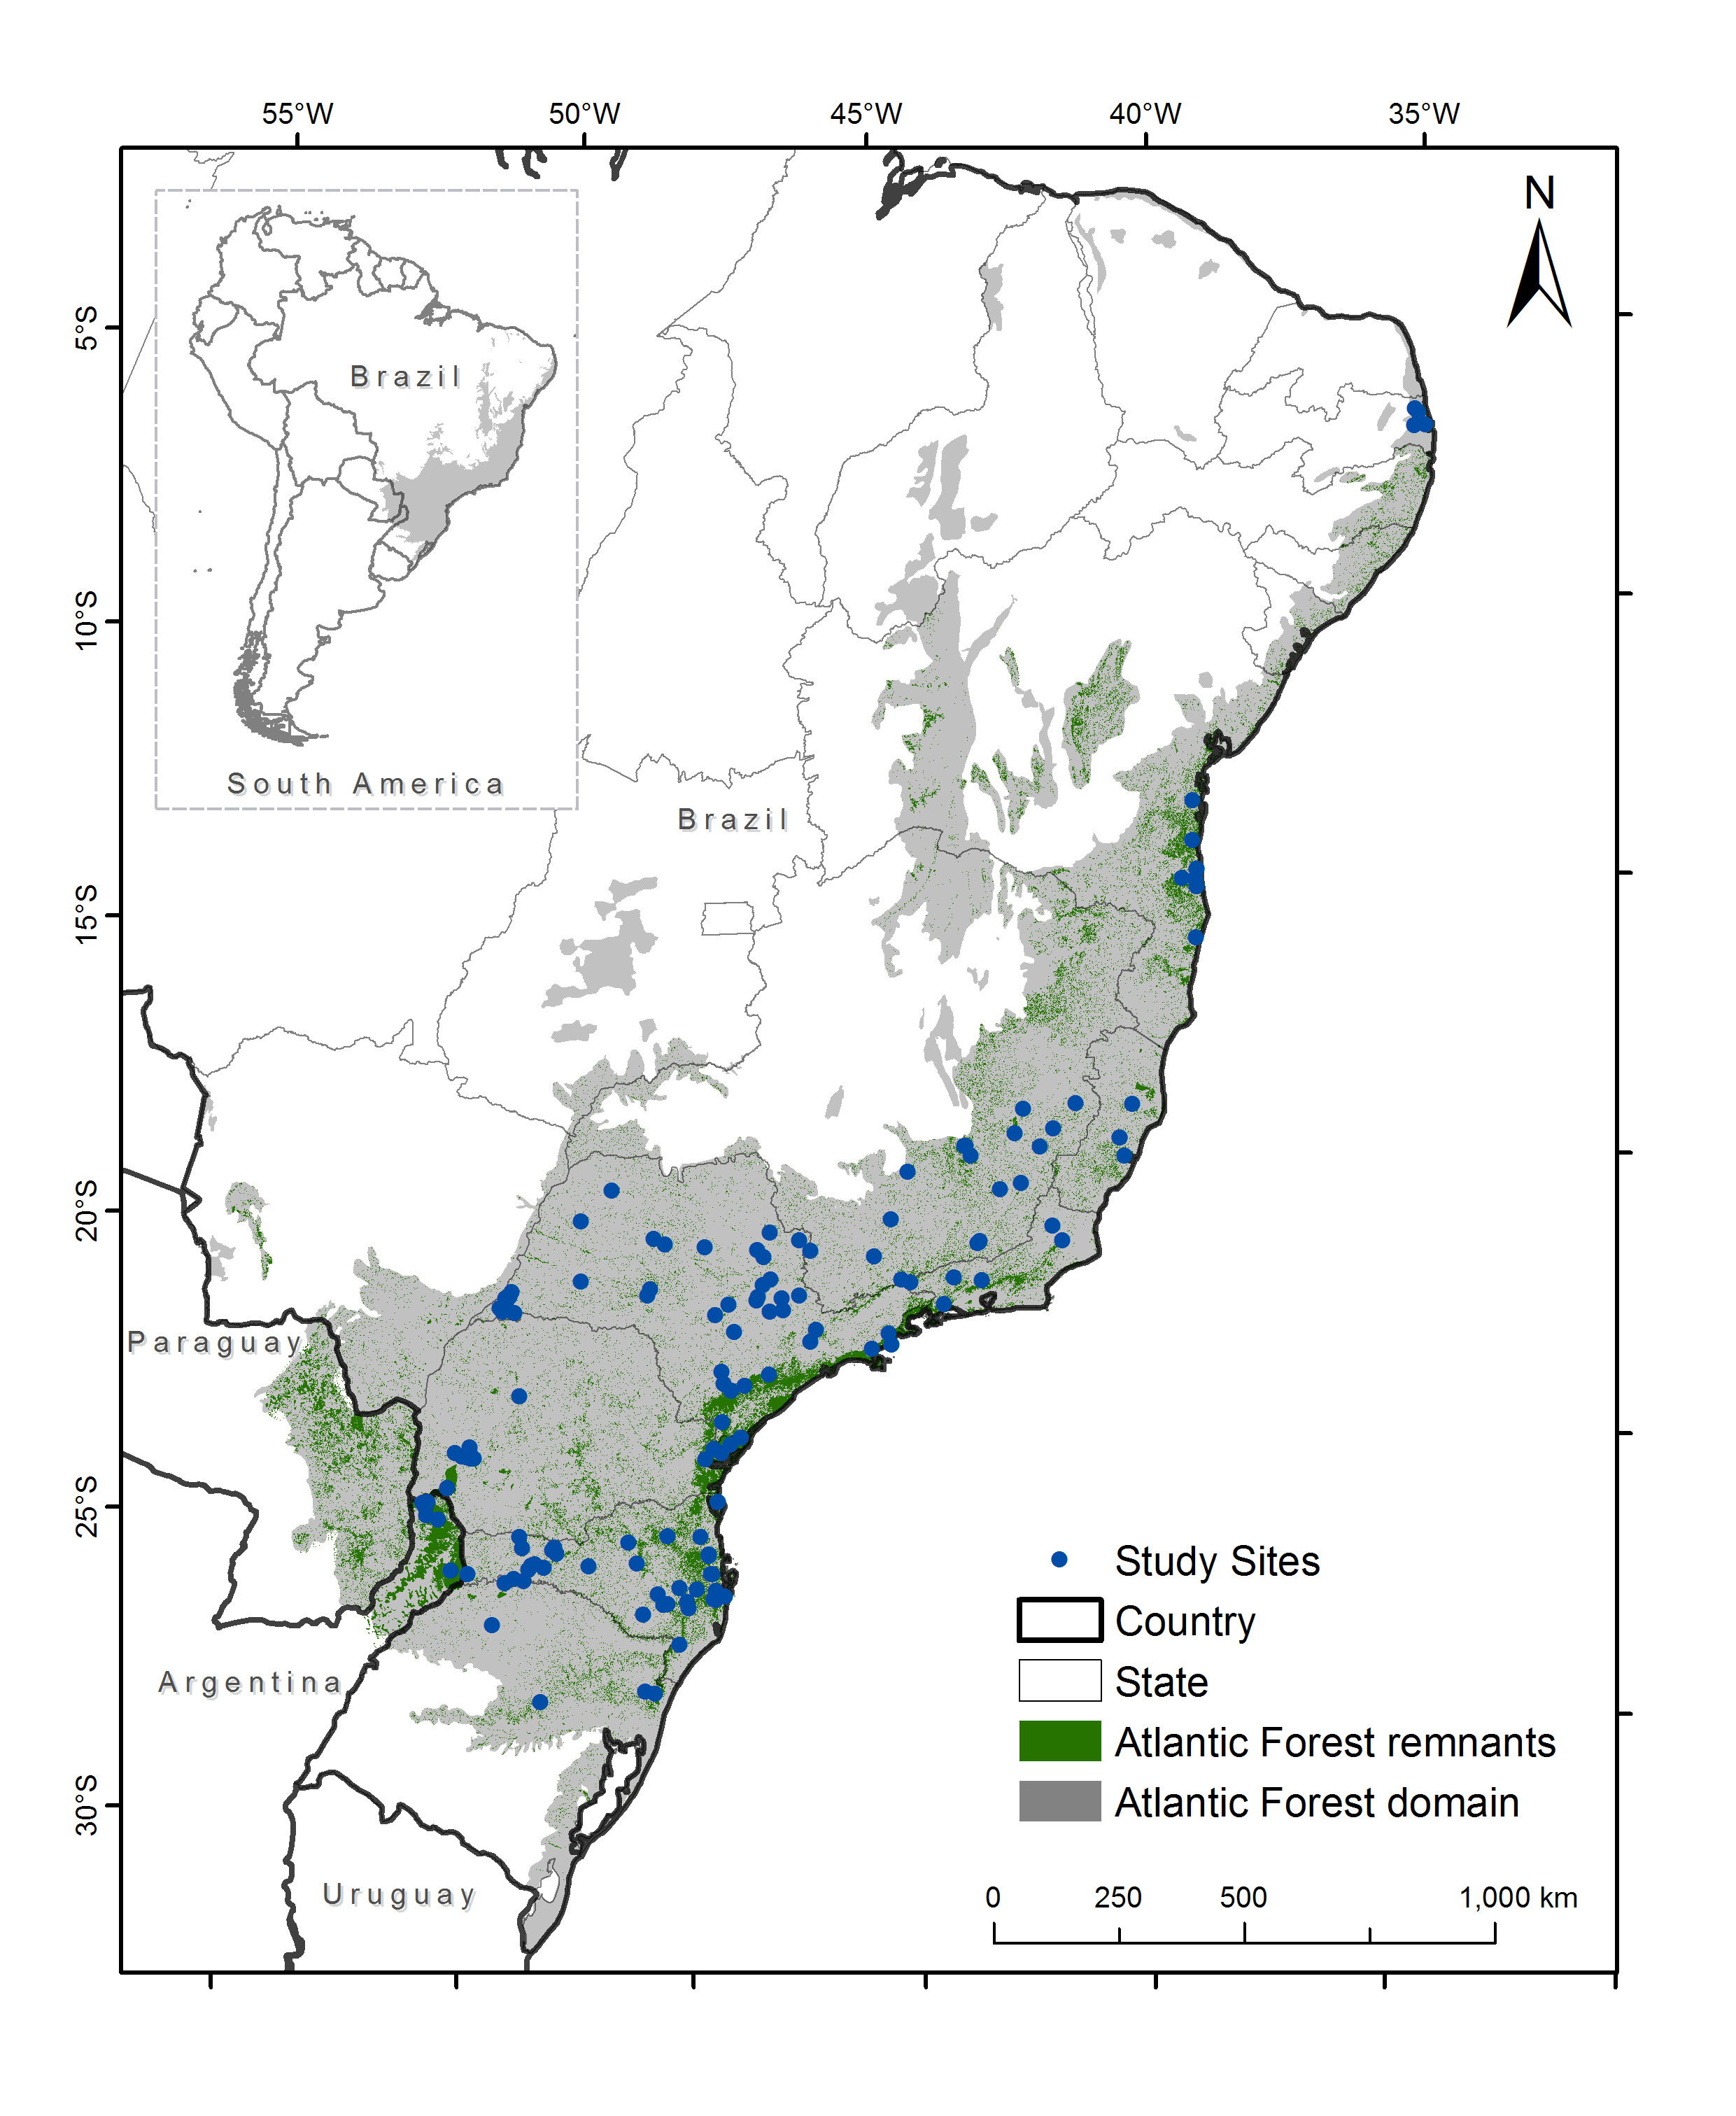 55°W 50°W 45°W 40°W 35°W
N
5°S
Brazil
10°S
South America
Brazil
15°S
20°S
Paraguay
25°S
Study Sites
Country
Argentina
State
Atlantic Forest remnants
30°S
Atlantic Forest domain
Uruguay
0 250 500 1,000 km